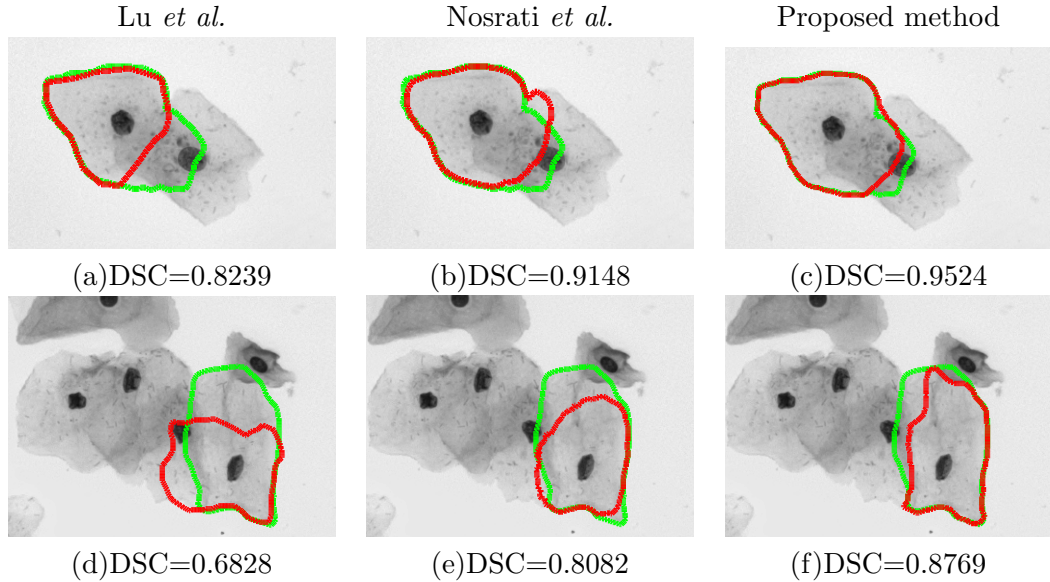 Lu et al. Nosrati et al. Proposed method
(a)DSC=0.8239 (b)DSC=0.9148 (c)DSC=0.9524
(d)DSC=0.6828 (e)DSC=0.8082 (f)DSC=0.8769